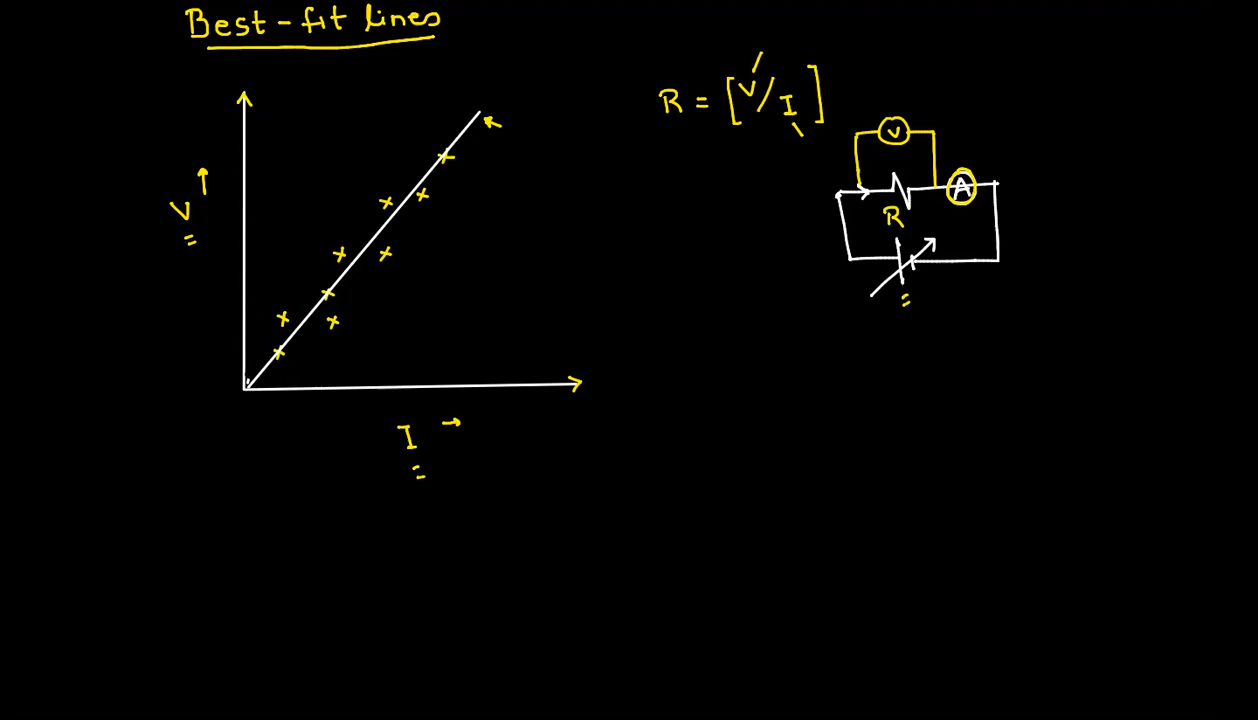 Best-fit lines
V
I
R = [V/I]
V
A
R